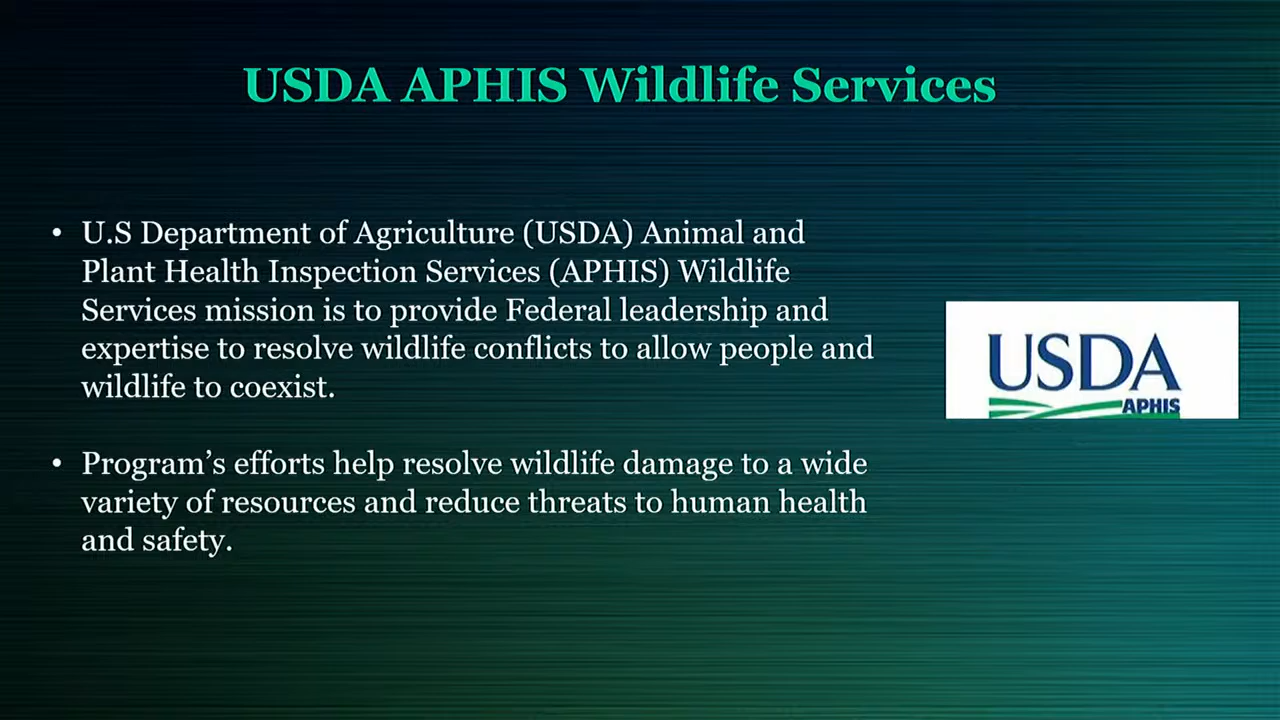 USDA APHIS Wildlife Services
• U.S Department of Agriculture (USDA) Animal and
Plant Health Inspection Services (APHIS) Wildlife
Services mission is to provide Federal leadership and
expertise to resolve wildlife conflicts to allow people and
wildlife to coexist.
• Program’s efforts help resolve wildlife damage to a wide
variety of resources and reduce threats to human health
and safety.
USDA
APHIS